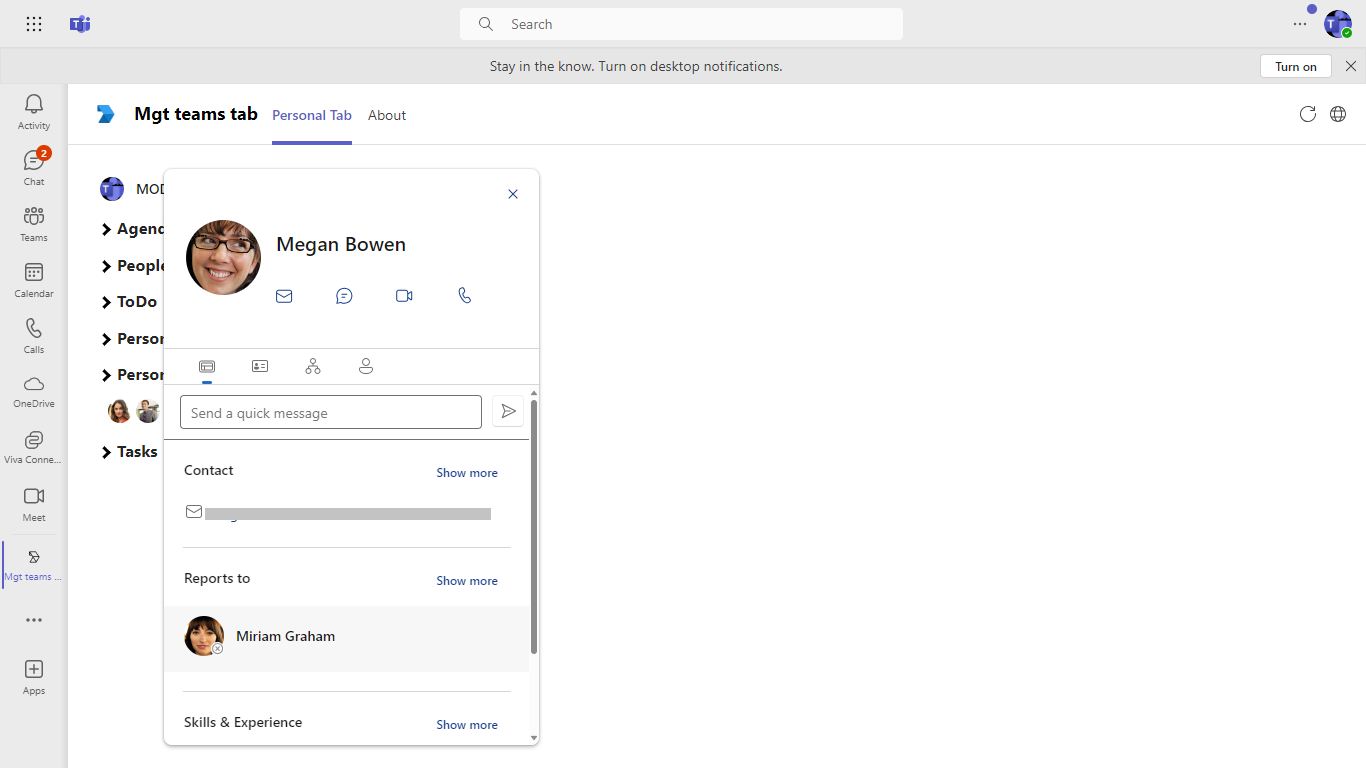 Search
Stay in the know. Turn on desktop notifications.
Turn on
Activity
2
Chat
Teams
Calendar
Calls
OneDrive
Viva Conne...
Meet
Mgt teams ...
Apps
Mgt teams tab
Personal Tab
About
MOD
Agend
People
ToDo
Person
Person
Tasks
Megan Bowen
Send a quick message
Contact
Show more
Reports to
Show more
Miriam Graham
Skills & Experience
Show more